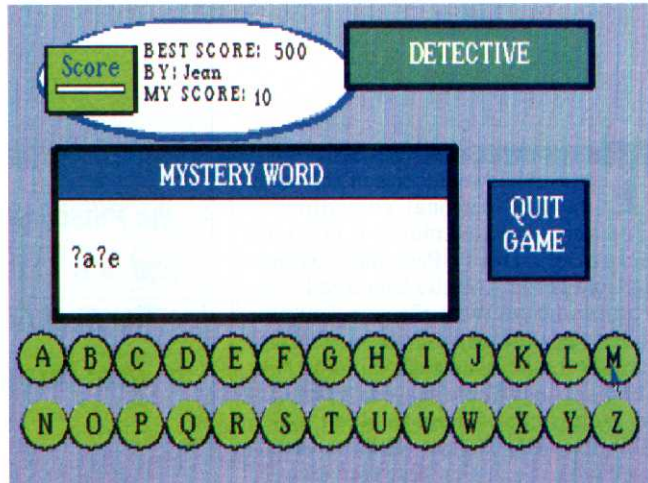 Score
BEST SCORE: 500
BY: Jean
MY SCORE: 10
DETECTIVE
MYSTERY WORD
?a?e
QUIT
GAME
A B C D E F G H I J K L M
N O P Q R S T U V W X Y Z